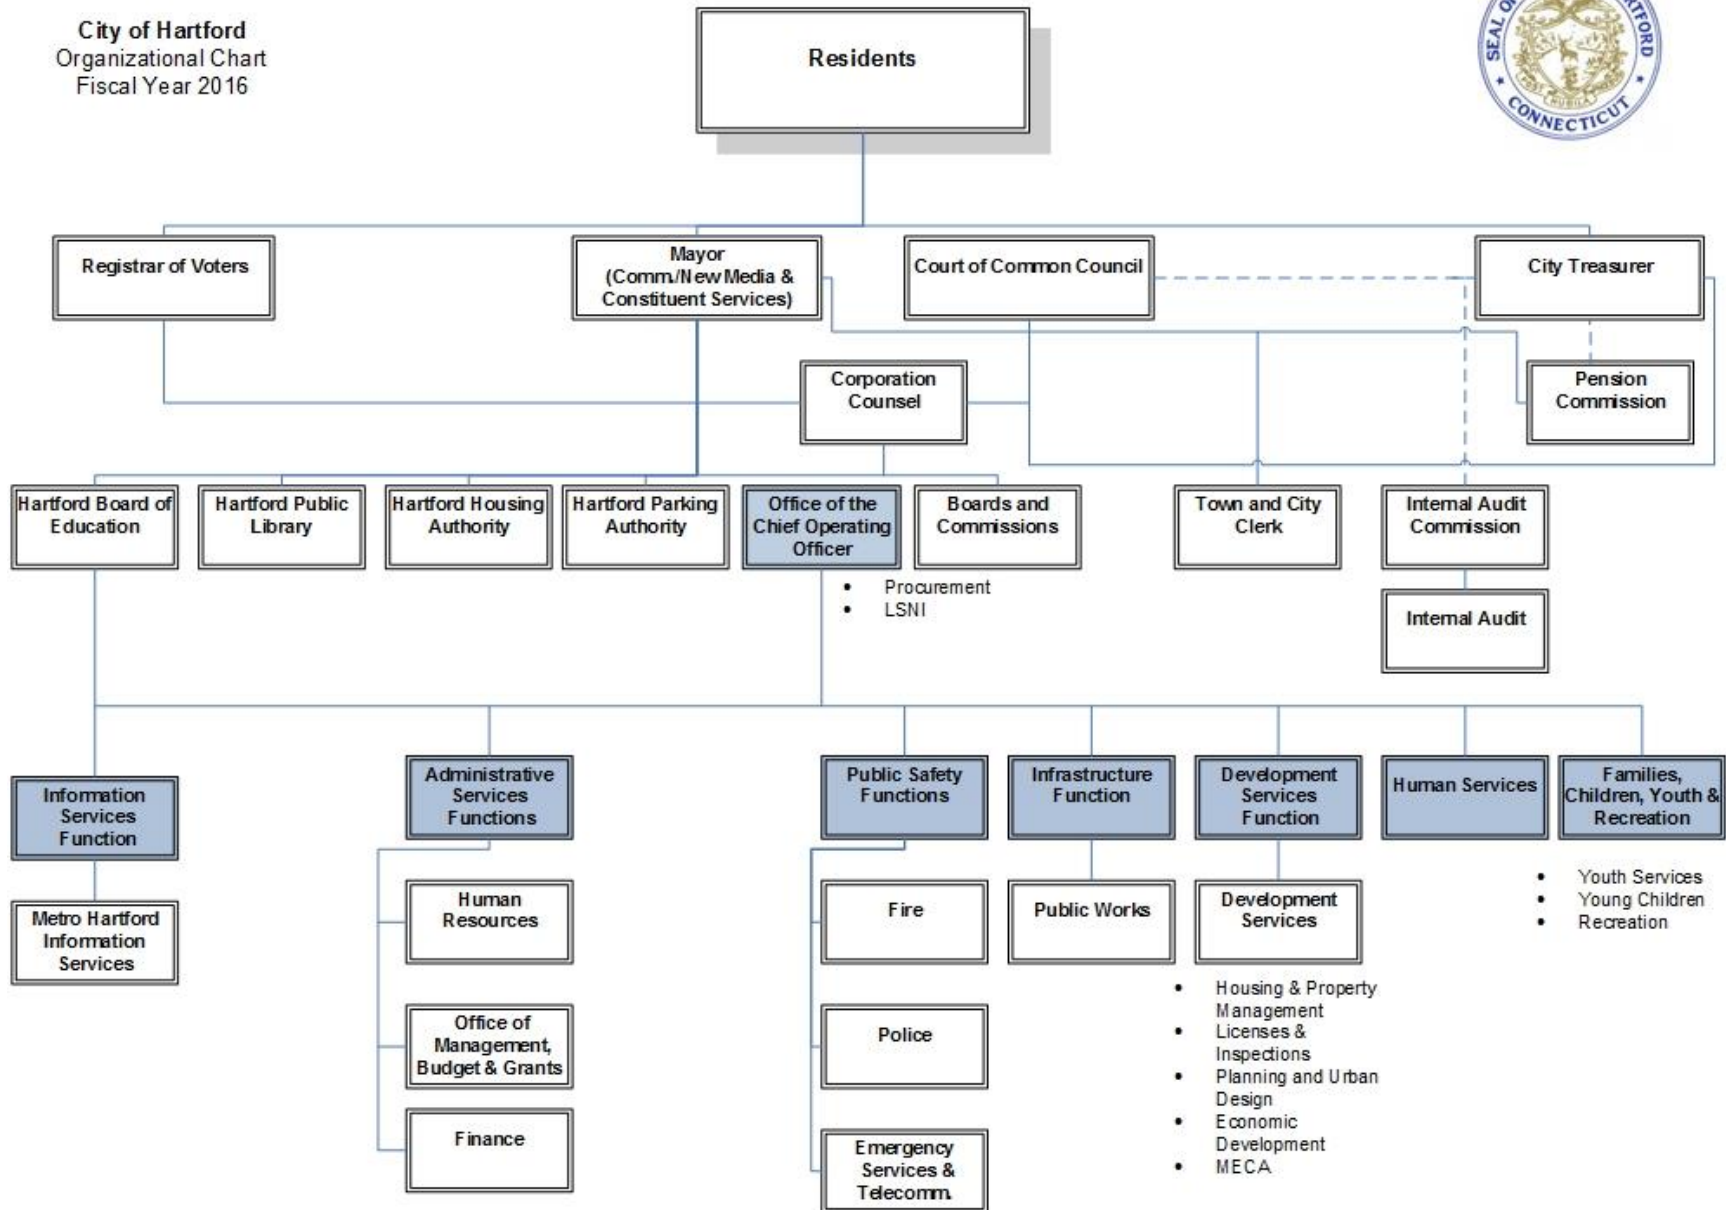 City of Hartford
Organizational Chart
Fiscal Year 2016
SEAL OF
RTFORD
CONNECTICUT
POST NUBILA
Residents
Registrar of Voters
Mayor
(Comm./New Media &
Constituent Services)
Court of Common Council
City Treasurer
Corporation
Counsel
Pension
Commission
Hartford Board of
Education
Hartford Public
Library
Hartford Housing
Authority
Hartford Parking
Authority
Office of the
Chief Operating
Officer
Boards and
Commissions
Town and City
Clerk
Internal Audit
Commission
• Procurement
• LSNI
Internal Audit
Information
Services
Function
Administrative
Services
Functions
Public Safety
Functions
Infrastructure
Function
Development
Services
Function
Human Services
Families,
Children, Youth &
Recreation
Metro Hartford
Information
Services
Human
Resources
Office of
Management,
Budget & Grants
Finance
Fire
Police
Emergency
Services &
Telecomm.
Public Works
Development
Services
• Housing & Property
Management
• Licenses &
Inspections
• Planning and Urban
Design
• Economic
Development
• MECA
• Youth Services
• Young Children
• Recreation